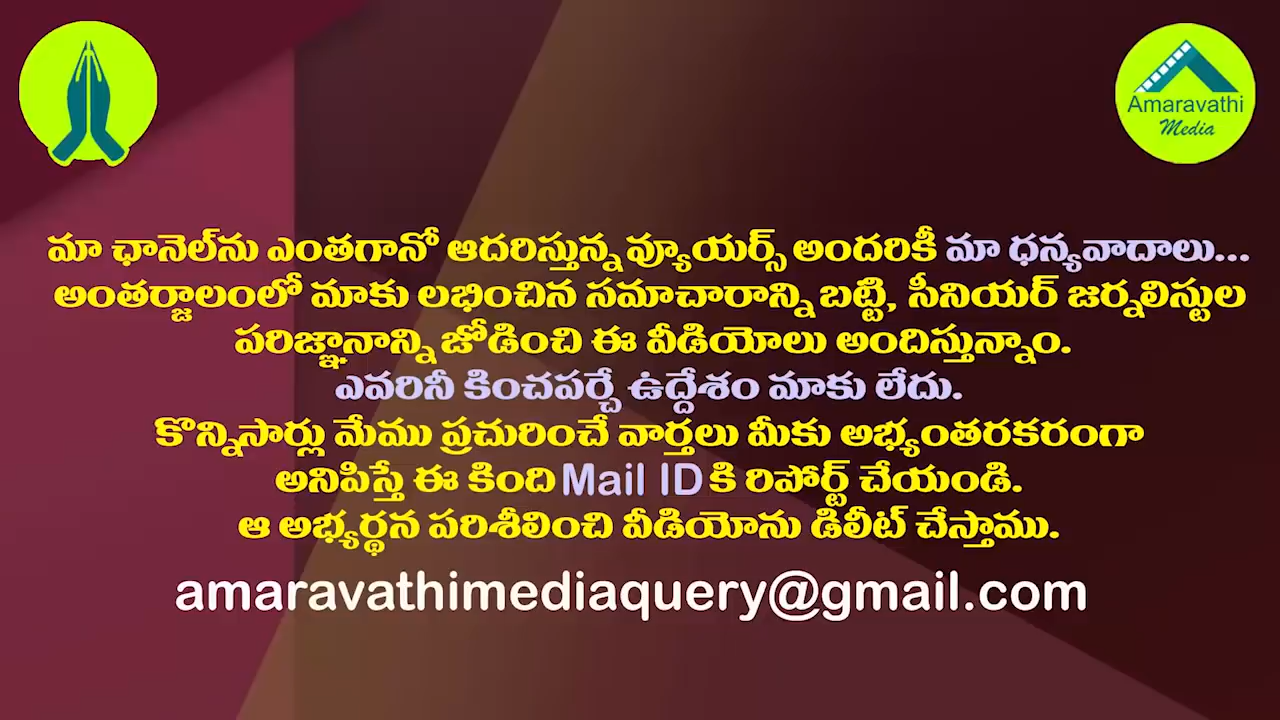 Amaravathi
Media
మా ఛానెల్‌ను ఎంతగానో ఆదరిస్తున్న వ్యూయర్స్ అందరికీ మా ధన్యవాదాలు...
అంతర్జాలంలో మాకు లభించిన సమాచారాన్ని బట్టి, సీనియర్ జర్నలిస్టుల
పరిజ్ఞానాన్ని జోడించి ఈ వీడియోలు అందిస్తున్నాం.
ఎవరినీ కించపర్చే ఉద్దేశం మాకు లేదు.
కొన్నిసార్లు మేము ప్రచురించే వార్తలు మీకు అభ్యంతరకరంగా
అనిపిస్తే ఈ కింది Mail ID కి రిపోర్ట్ చేయండి.
ఆ అభ్యర్థన పరిశీలించి వీడియోను డిలీట్ చేస్తాము.
amaravathimediaquery@gmail.com